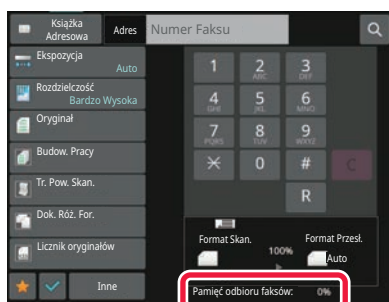 Książka
Adresowa
Adres
Numer Faksu
Ekspozycja
Auto
Rozdzielczość
Bardzo Wysoka
Oryginał
Budow. Pracy
Tr. Pow. Skan.
Dok. Róż. For.
Licznik oryginałów
Inne
1
2
ABC
3
DEF
4
GHI
5
JKL
6
MNO
7
PQRS
8
TUV
9
WXYZ
0
#
C
R
Format Skan.
100%
Format Przesł.
Auto
Pamięć odbioru faksów: 0%